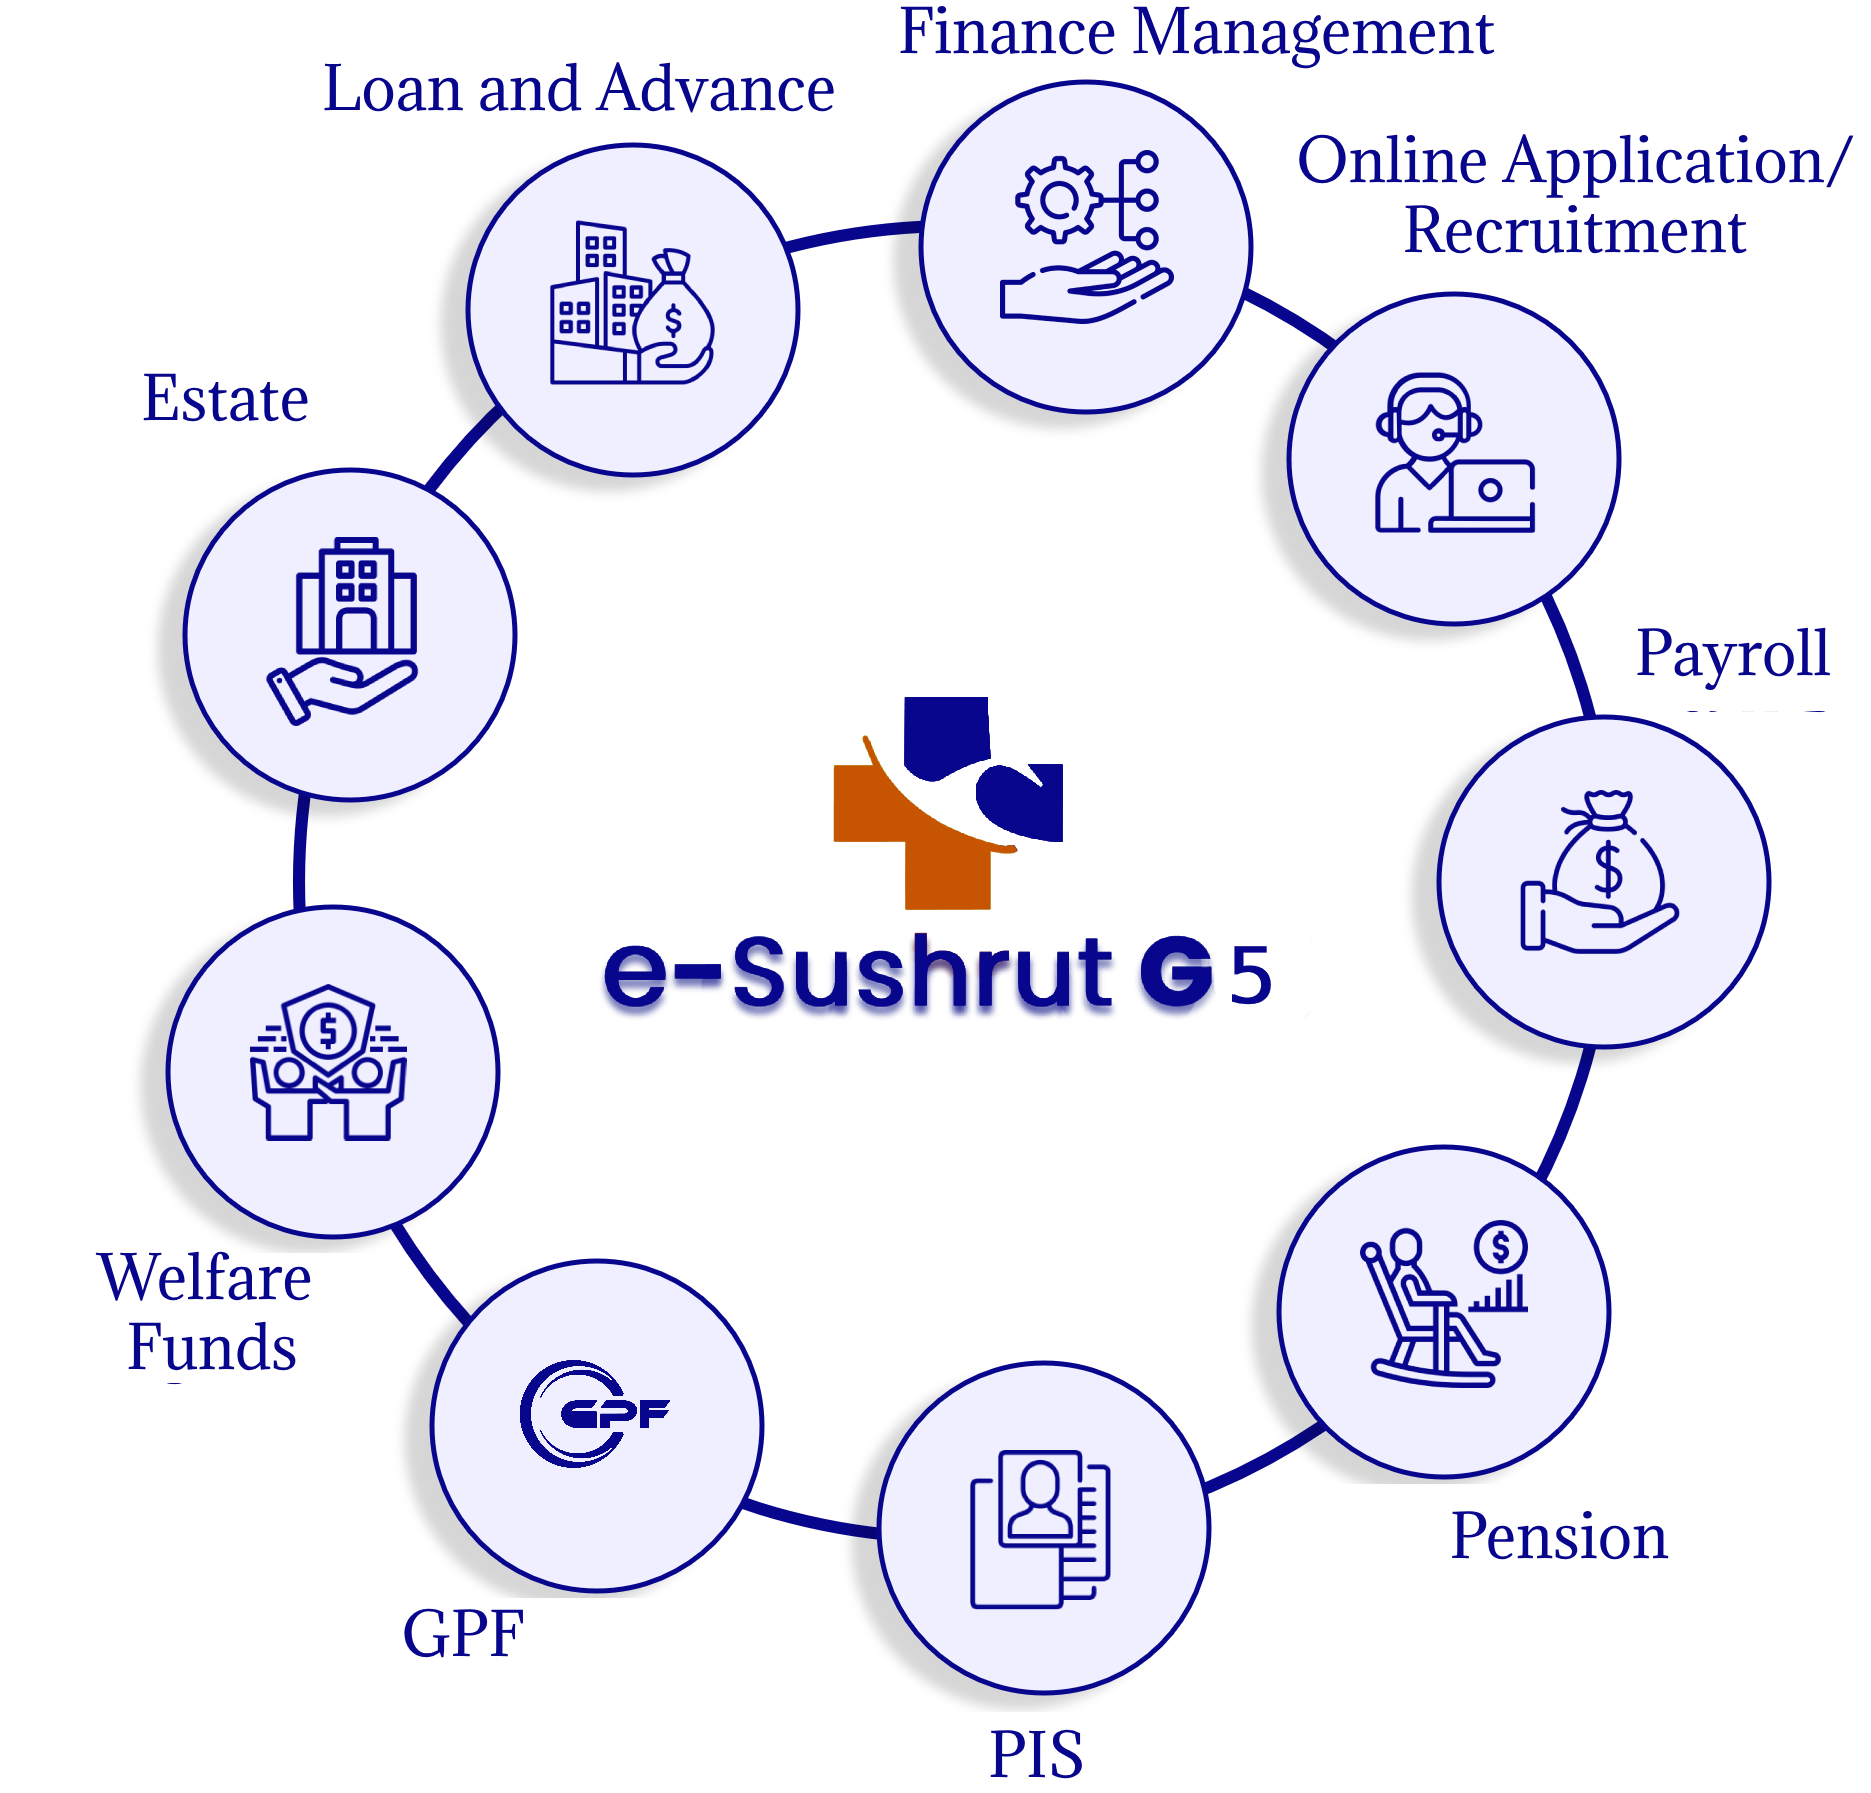 Finance Management
Loan and Advance
Online Application/
Recruitment
Estate
Payroll
e-Sushrut G5
Welfare
Funds
GPF
Pension
GPF
PIS